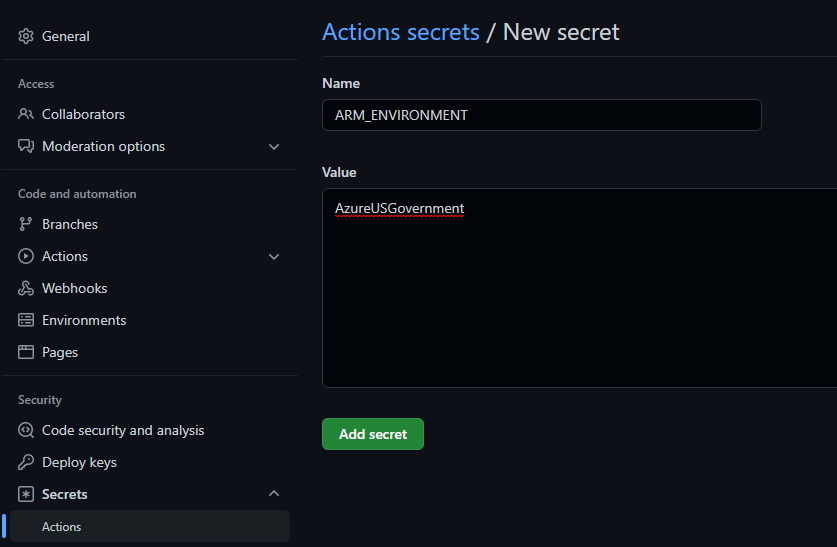 General
Access
Collaborators
Moderation options
Code and automation
Branches
Actions
Webhooks
Environments
Pages
Security
Code security and analysis
Deploy keys
Secrets
Actions
Actions secrets / New secret
Name
ARM_ENVIRONMENT
Value
AzureUSGovernment
Add secret